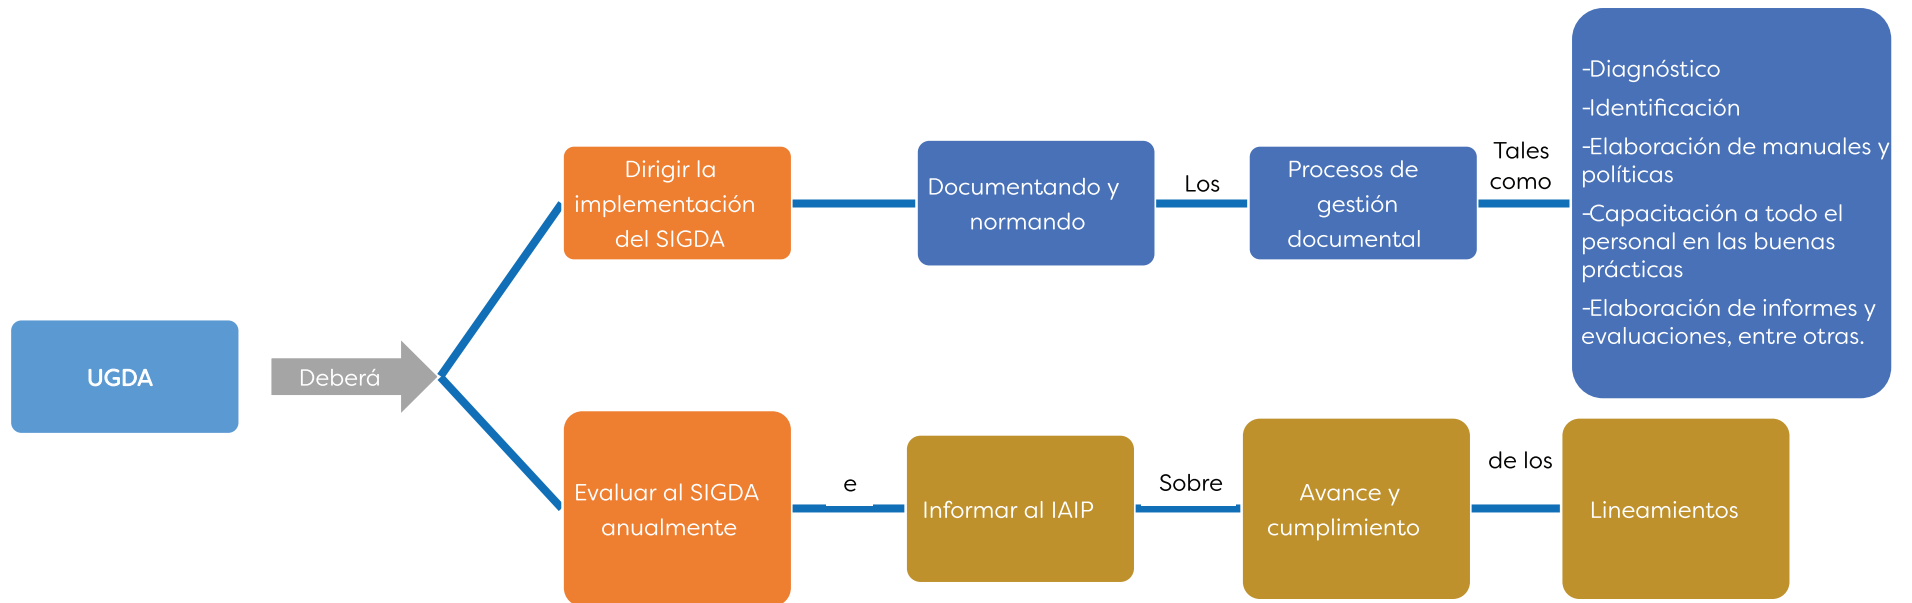 UGDA
Deberá
Dirigir la
implementación
del SIGDA
Documentando y
normando
Los
Procesos de
gestión
documental
Tales
como
-Diagnóstico
-Identificación
-Elaboración de manuales y
políticas
-Capacitación a todo el
personal en las buenas
prácticas
-Elaboración de informes y
evaluaciones, entre otras.
Evaluar al SIGDA
anualmente
e
Informar al IAIP
Sobre
Avance y
cumplimiento
de los
Lineamientos